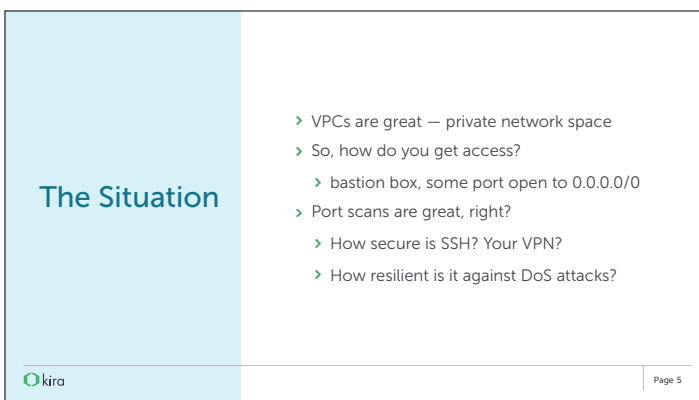 The Situation
VPCs are great — private network space
So, how do you get access?
bastion box, some port open to 0.0.0.0/0
Port scans are great, right?
How secure is SSH? Your VPN?
How resilient is it against DoS attacks?
kira
Page 5